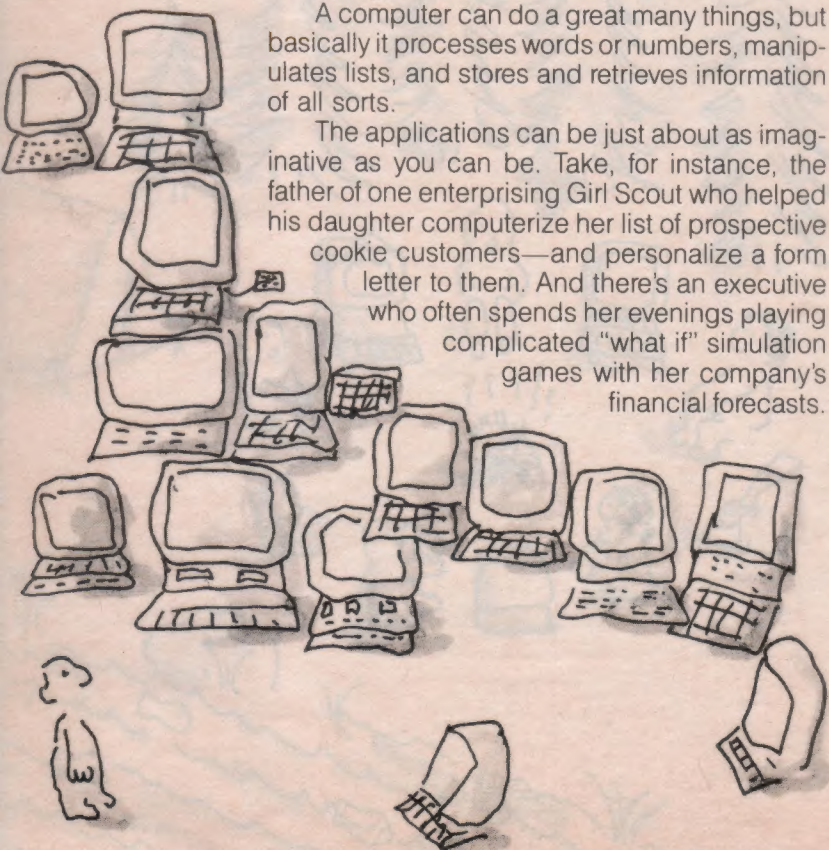 A computer can do a great many things, but
basically it processes words or numbers, manip-
ulates lists, and stores and retrieves information
of all sorts.
The applications can be just about as imag-
inative as you can be. Take, for instance, the
father of one enterprising Girl Scout who helped
his daughter computerize her list of prospective
cookie customers—and personalize a form
letter to them. And there's an executive
who often spends her evenings playing
complicated “what if” simulation
games with her company's
financial forecasts.